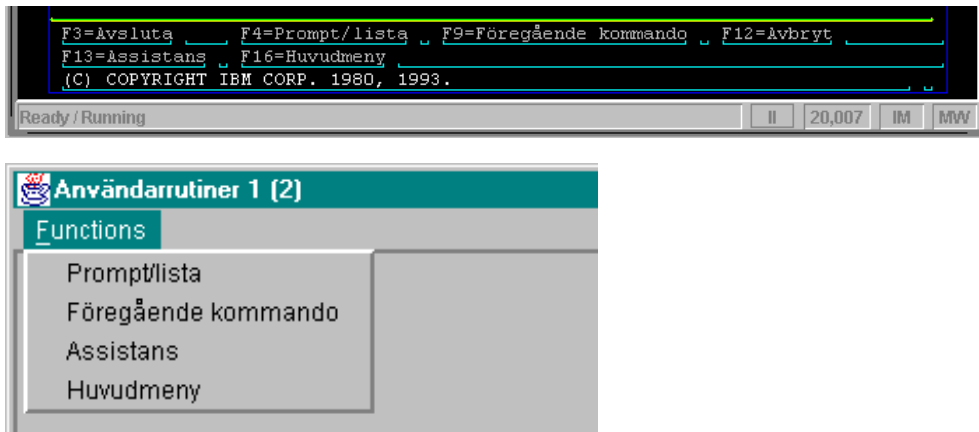 F3=Avsluta F4=Prompt/lista F9=Föregående kommando F12=Avbryt
F13=Assistans F16=Huvudmeny
(C) COPYRIGHT IBM CORP. 1980, 1993.
Ready / Running II 20,007 IM MW
Användarrutiner 1 (2)
Functions
Prompt/lista
Föregående kommando
Assistans
Huvudmeny